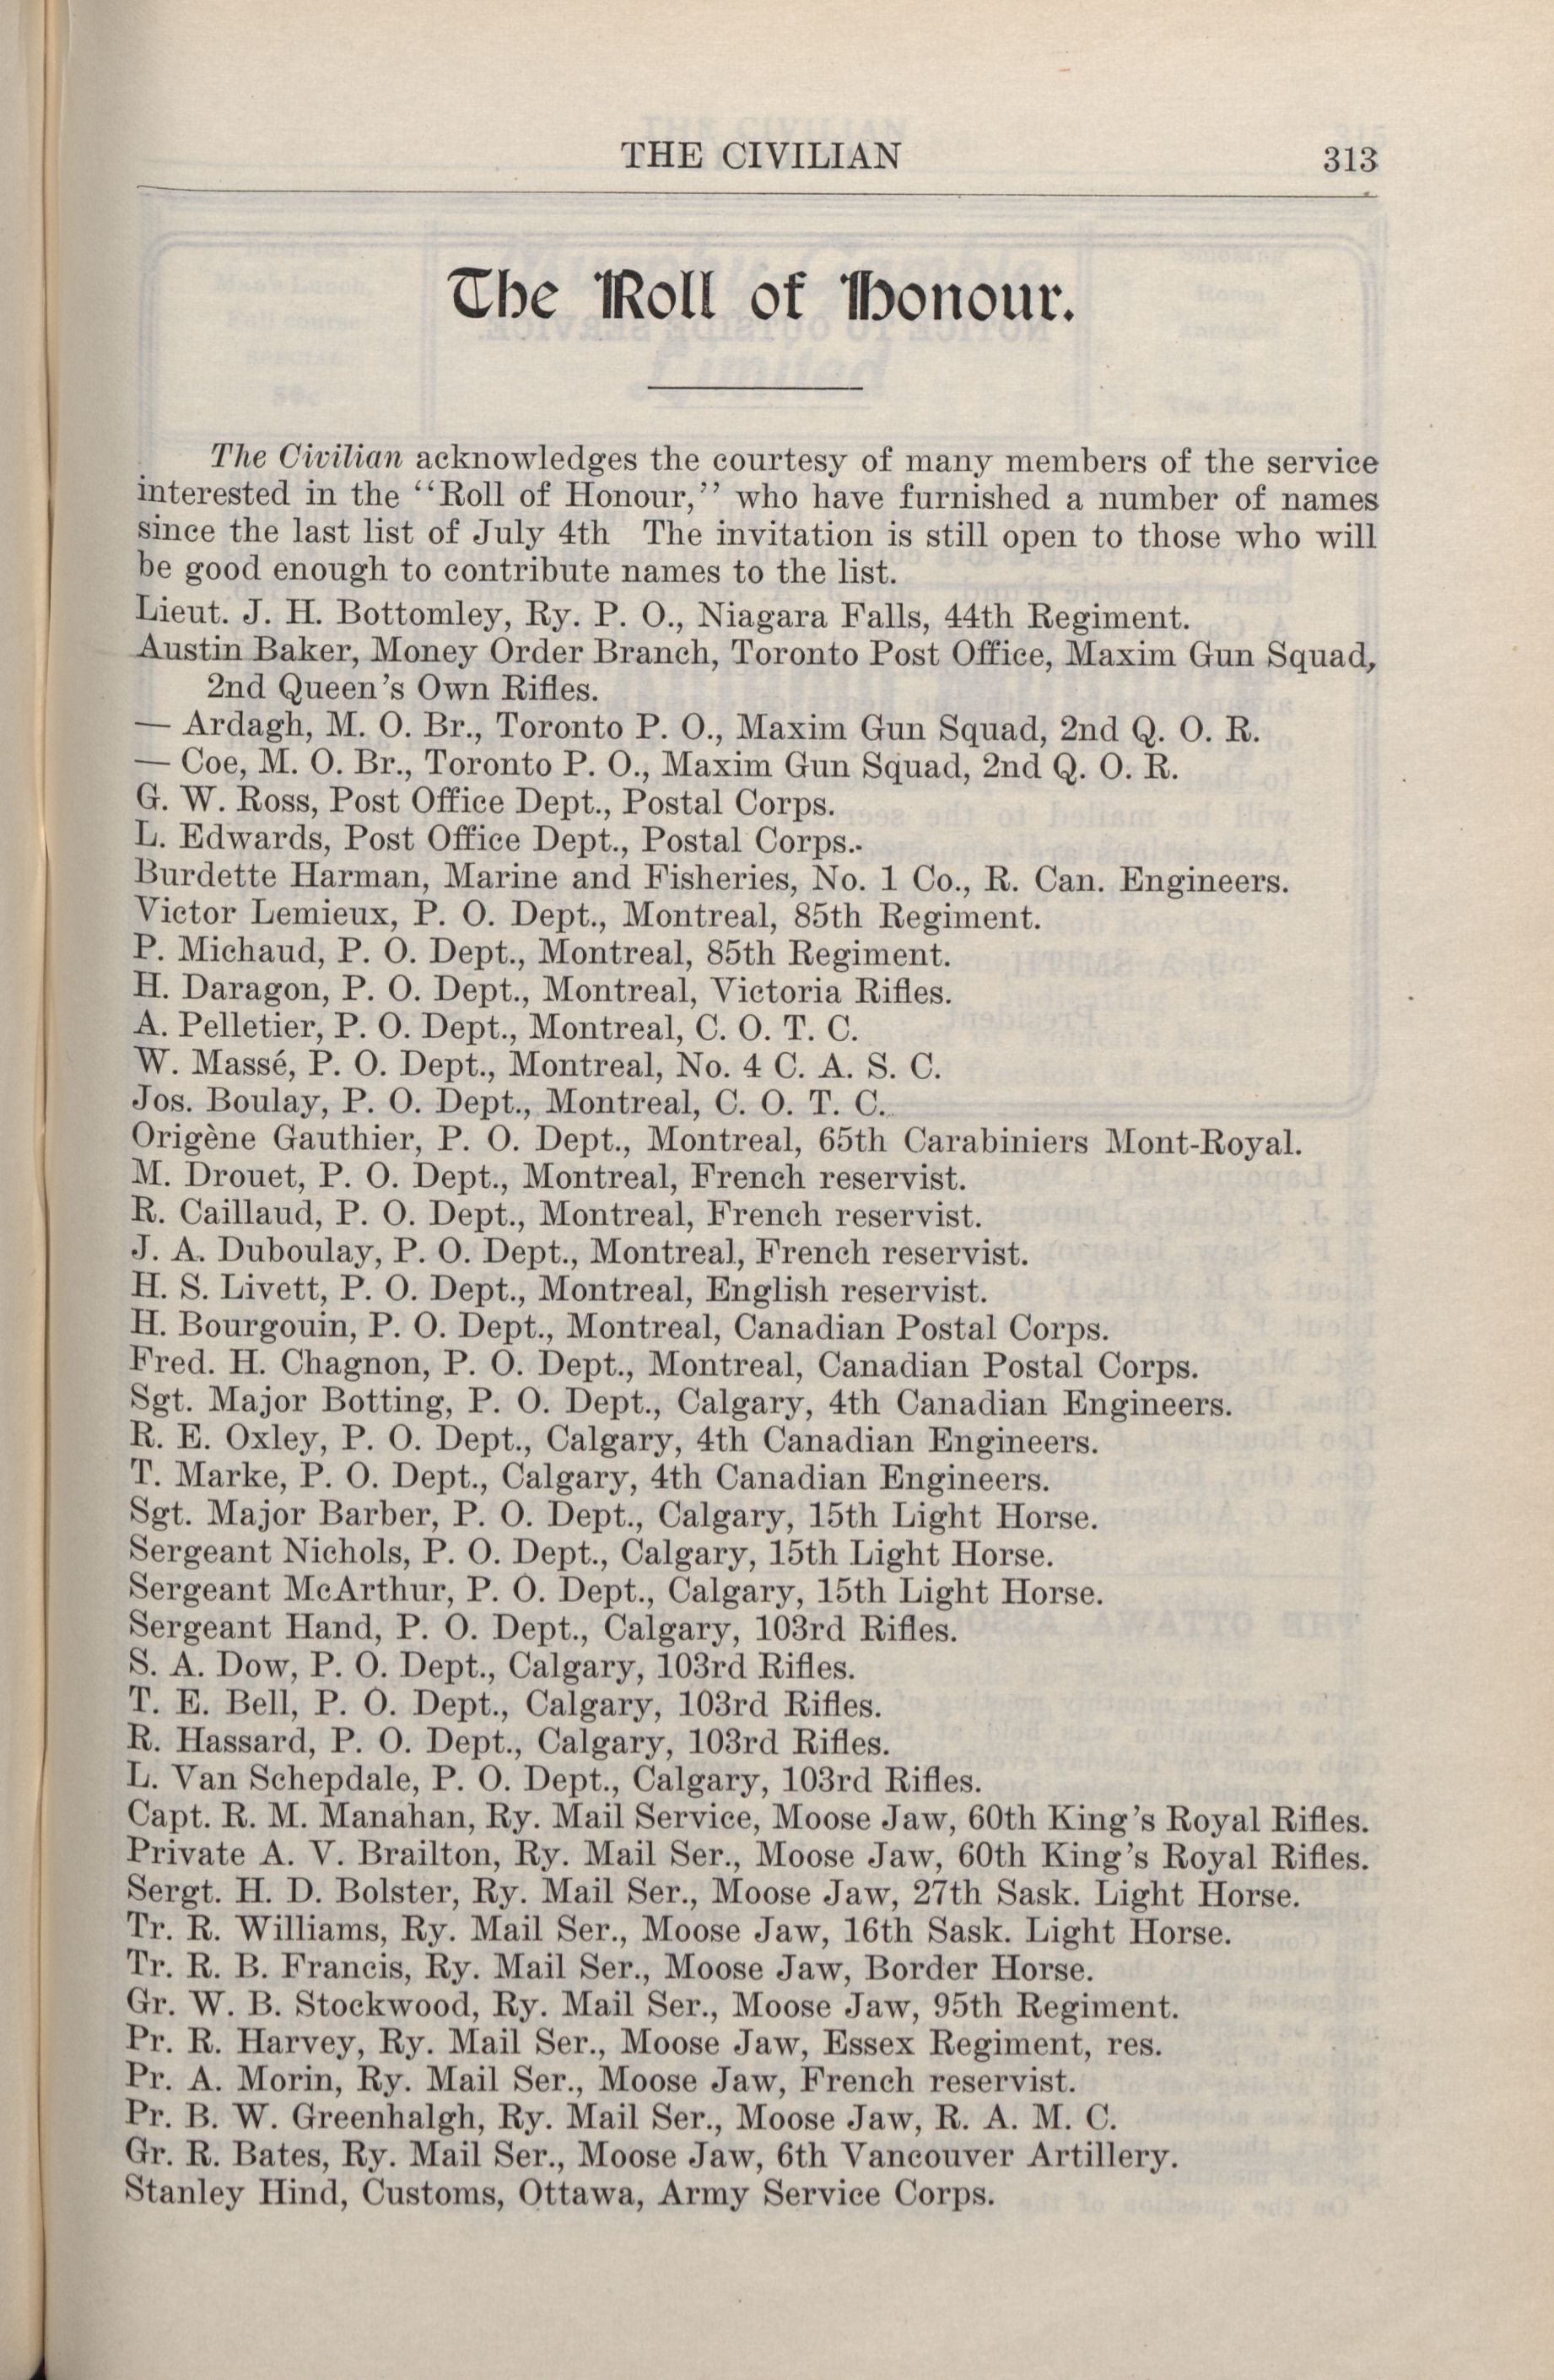 THE CIVILIAN 313
The Roll of Honour.
The Civilian acknowledges the courtesy of many members of the service
interested in the “Roll of Honour,” who have furnished a number of names
since the last list of July 4th The invitation is still open to those who will
be good enough to contribute names to the list.
Lieut. J. H. Bottomley, Ry. P. O., Niagara Falls, 44th Regiment.
Austin Baker, Money Order Branch, Toronto Post Office, Maxim Gun Squad,
2nd Queen's Own Rifles.
— Ardagh, M. O. Br., Toronto P. O., Maxim Gun Squad, 2nd Q. O. R.
— Coe, M. O. Br., Toronto P. O., Maxim Gun Squad, 2nd Q. O. R.
G. W. Ross, Post Office Dept., Postal Corps.
L. Edwards, Post Office Dept., Postal Corps.
Burdette Harman, Marine and Fisheries, No. 1 Co., R. Can. Engineers.
Victor Lemieux, P. O. Dept., Montreal, 85th Regiment.
P. Michaud, P. O. Dept., Montreal, 85th Regiment.
H. Daragon, P. O. Dept., Montreal, Victoria Rifles.
A. Pelletier, P. O. Dept., Montreal, C. O. T. C.
W. Massé, P. O. Dept., Montreal, No. 4 C. A. S. C.
Jos. Boulay, P. O. Dept., Montreal, C. O. T. C.
Origène Gauthier, P. O. Dept., Montreal, 65th Carabiniers Mont-Royal.
M. Drouet, P. O. Dept., Montreal, French reservist.
R. Caillaud, P. O. Dept., Montreal, French reservist.
J. A. Duboulay, P. O. Dept., Montreal, French reservist.
H. S. Livett, P. O. Dept., Montreal, English reservist.
H. Bourgouin, P. O. Dept., Montreal, Canadian Postal Corps.
Fred. H. Chagnon, P. O. Dept., Montreal, Canadian Postal Corps.
Sgt. Major Botting, P. O. Dept., Calgary, 4th Canadian Engineers.
R. E. Oxley, P. O. Dept., Calgary, 4th Canadian Engineers.
T. Marke, P. O. Dept., Calgary, 4th Canadian Engineers.
Sgt. Major Barber, P. O. Dept., Calgary, 15th Light Horse.
Sergeant Nichols, P. O. Dept., Calgary, 15th Light Horse.
Sergeant McArthur, P. O. Dept., Calgary, 15th Light Horse.
Sergeant Hand, P. O. Dept., Calgary, 103rd Rifles.
S. A. Dow, P. O. Dept., Calgary, 103rd Rifles.
T. E. Bell, P. O. Dept., Calgary, 103rd Rifles.
R. Hassard, P. O. Dept., Calgary, 103rd Rifles.
L. Van Schepdale, P. O. Dept., Calgary, 103rd Rifles.
Capt. R. M. Manahan, Ry. Mail Service, Moose Jaw, 60th King's Royal Rifles.
Private A. V. Brailton, Ry. Mail Ser., Moose Jaw, 60th King's Royal Rifles.
Sergt. H. D. Bolster, Ry. Mail Ser., Moose Jaw, 27th Sask. Light Horse.
Tr. R. Williams, Ry. Mail Ser., Moose Jaw, 16th Sask. Light Horse.
Tr. R. B. Francis, Ry. Mail Ser., Moose Jaw, Border Horse.
Gr. W. B. Stockwood, Ry. Mail Ser., Moose Jaw, 95th Regiment.
Pr. R. Harvey, Ry. Mail Ser., Moose Jaw, Essex Regiment, res.
Pr. A. Morin, Ry. Mail Ser., Moose Jaw, French reservist.
Pr. B. W. Greenhalgh, Ry. Mail Ser., Moose Jaw, R. A. M. C.
Gr. R. Bates, Ry. Mail Ser., Moose Jaw, 6th Vancouver Artillery.
Stanley Hind, Customs, Ottawa, Army Service Corps.